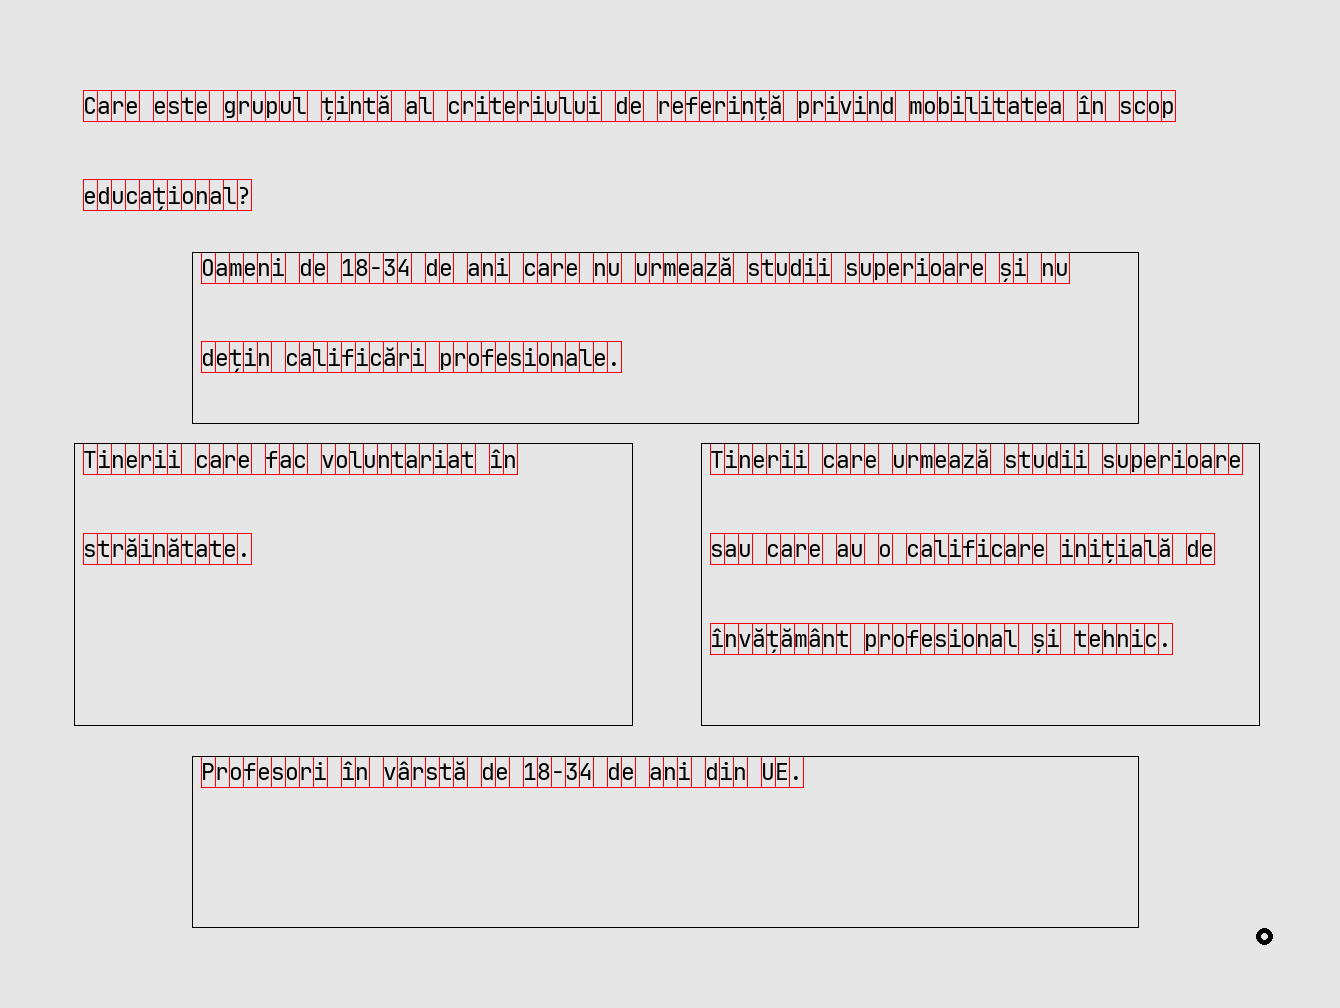 Care este grupul țintă al criteriului de referință privind mobilitatea în scop
educațional?
Oameni de 18-34 de ani care nu urmează studii superioare și nu
dețin calificări profesionale.
Tinerii care fac voluntariat în
străinătate.
Tinerii care urmează studii superioare
sau care au o calificare inițială de
învățământ profesional și tehnic.
Profesori în vârstă de 18-34 de ani din UE.